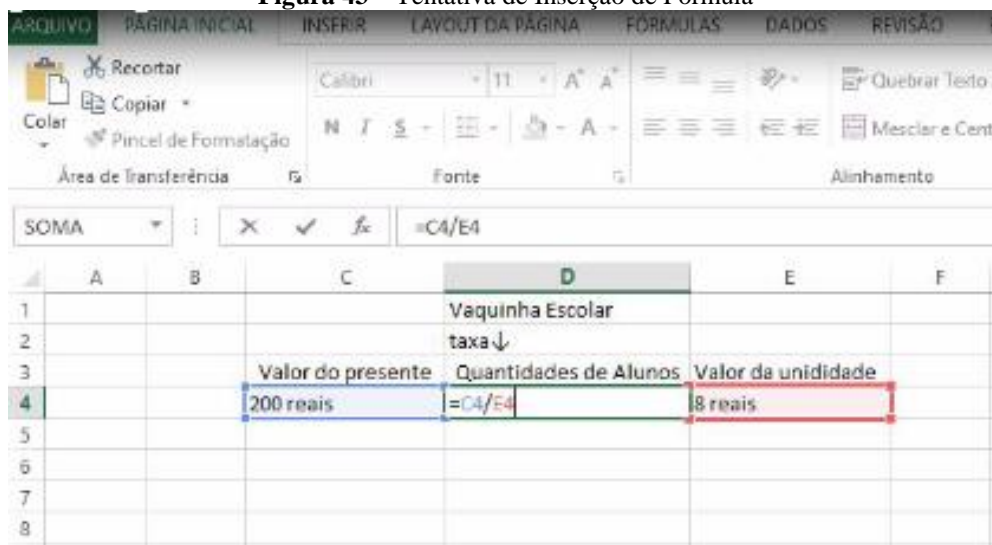 Figura 43 – Tentativa de Inserção de Fórmula
ARQUIVO PÁGINA INICIAL INSERIR LAYOUT DA PÁGINA FÓRMULAS DADOS REVISÃO
Recortar
Copiar
Colar
Pincel de Formatação
Área de Transferência
Calibri 11 A A
N I S A
Fonte
Quebrar Texto
Mesclar e Cent
Alinhamento
SOMA fx =C4/E4
A B C D E F
1 Vaquinha Escolar
2 taxa↓
3 Valor do presente Quantidades de Alunos Valor da unididade
4 200 reais =C4/E4 8 reais
5
6
7
8